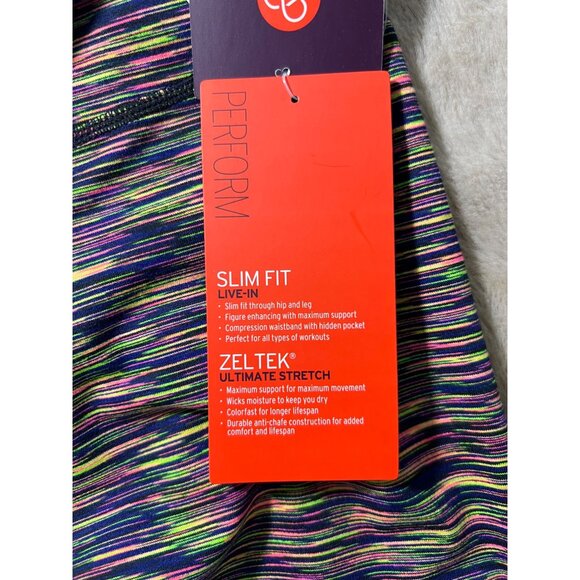 PERFORM
SLIM FIT
LIVE-IN
· Slim fit through hip and leg
· Figure enhancing with maximum support
· Compression waistband with hidden pocket
· Perfect for all types of workouts
ZELTEK®
ULTIMATE STRETCH
· Maximum support for maximum movement
· Wicks moisture to keep you dry
· Colorfast for longer lifespan
· Durable anti-chafe construction for added
comfort and lifespan